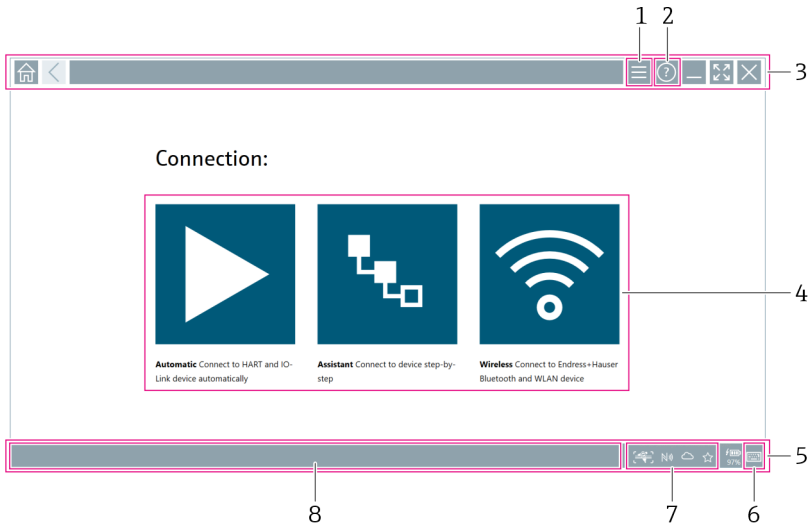 1 2
?
3
Connection:
4
Automatic Connect to HART and IO-
Link device automatically
Assistant Connect to device step-by-
step
Wireless Connect to Endress+Hauser
Bluetooth and WLAN device
N
97%
5
8 7 6